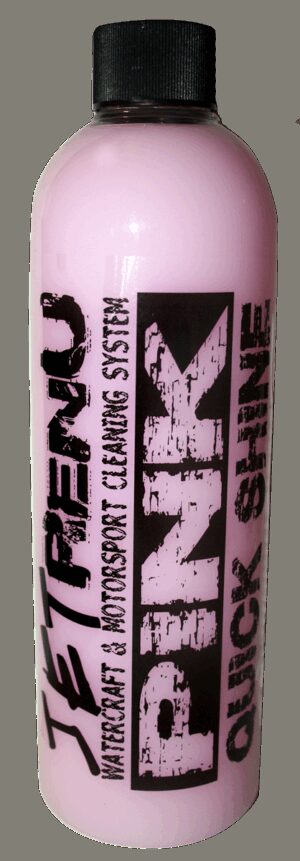 JETRENU
WATERCRAFT & MOTORSPORT CLEANING SYSTEM
PINK
QUICK SHINE